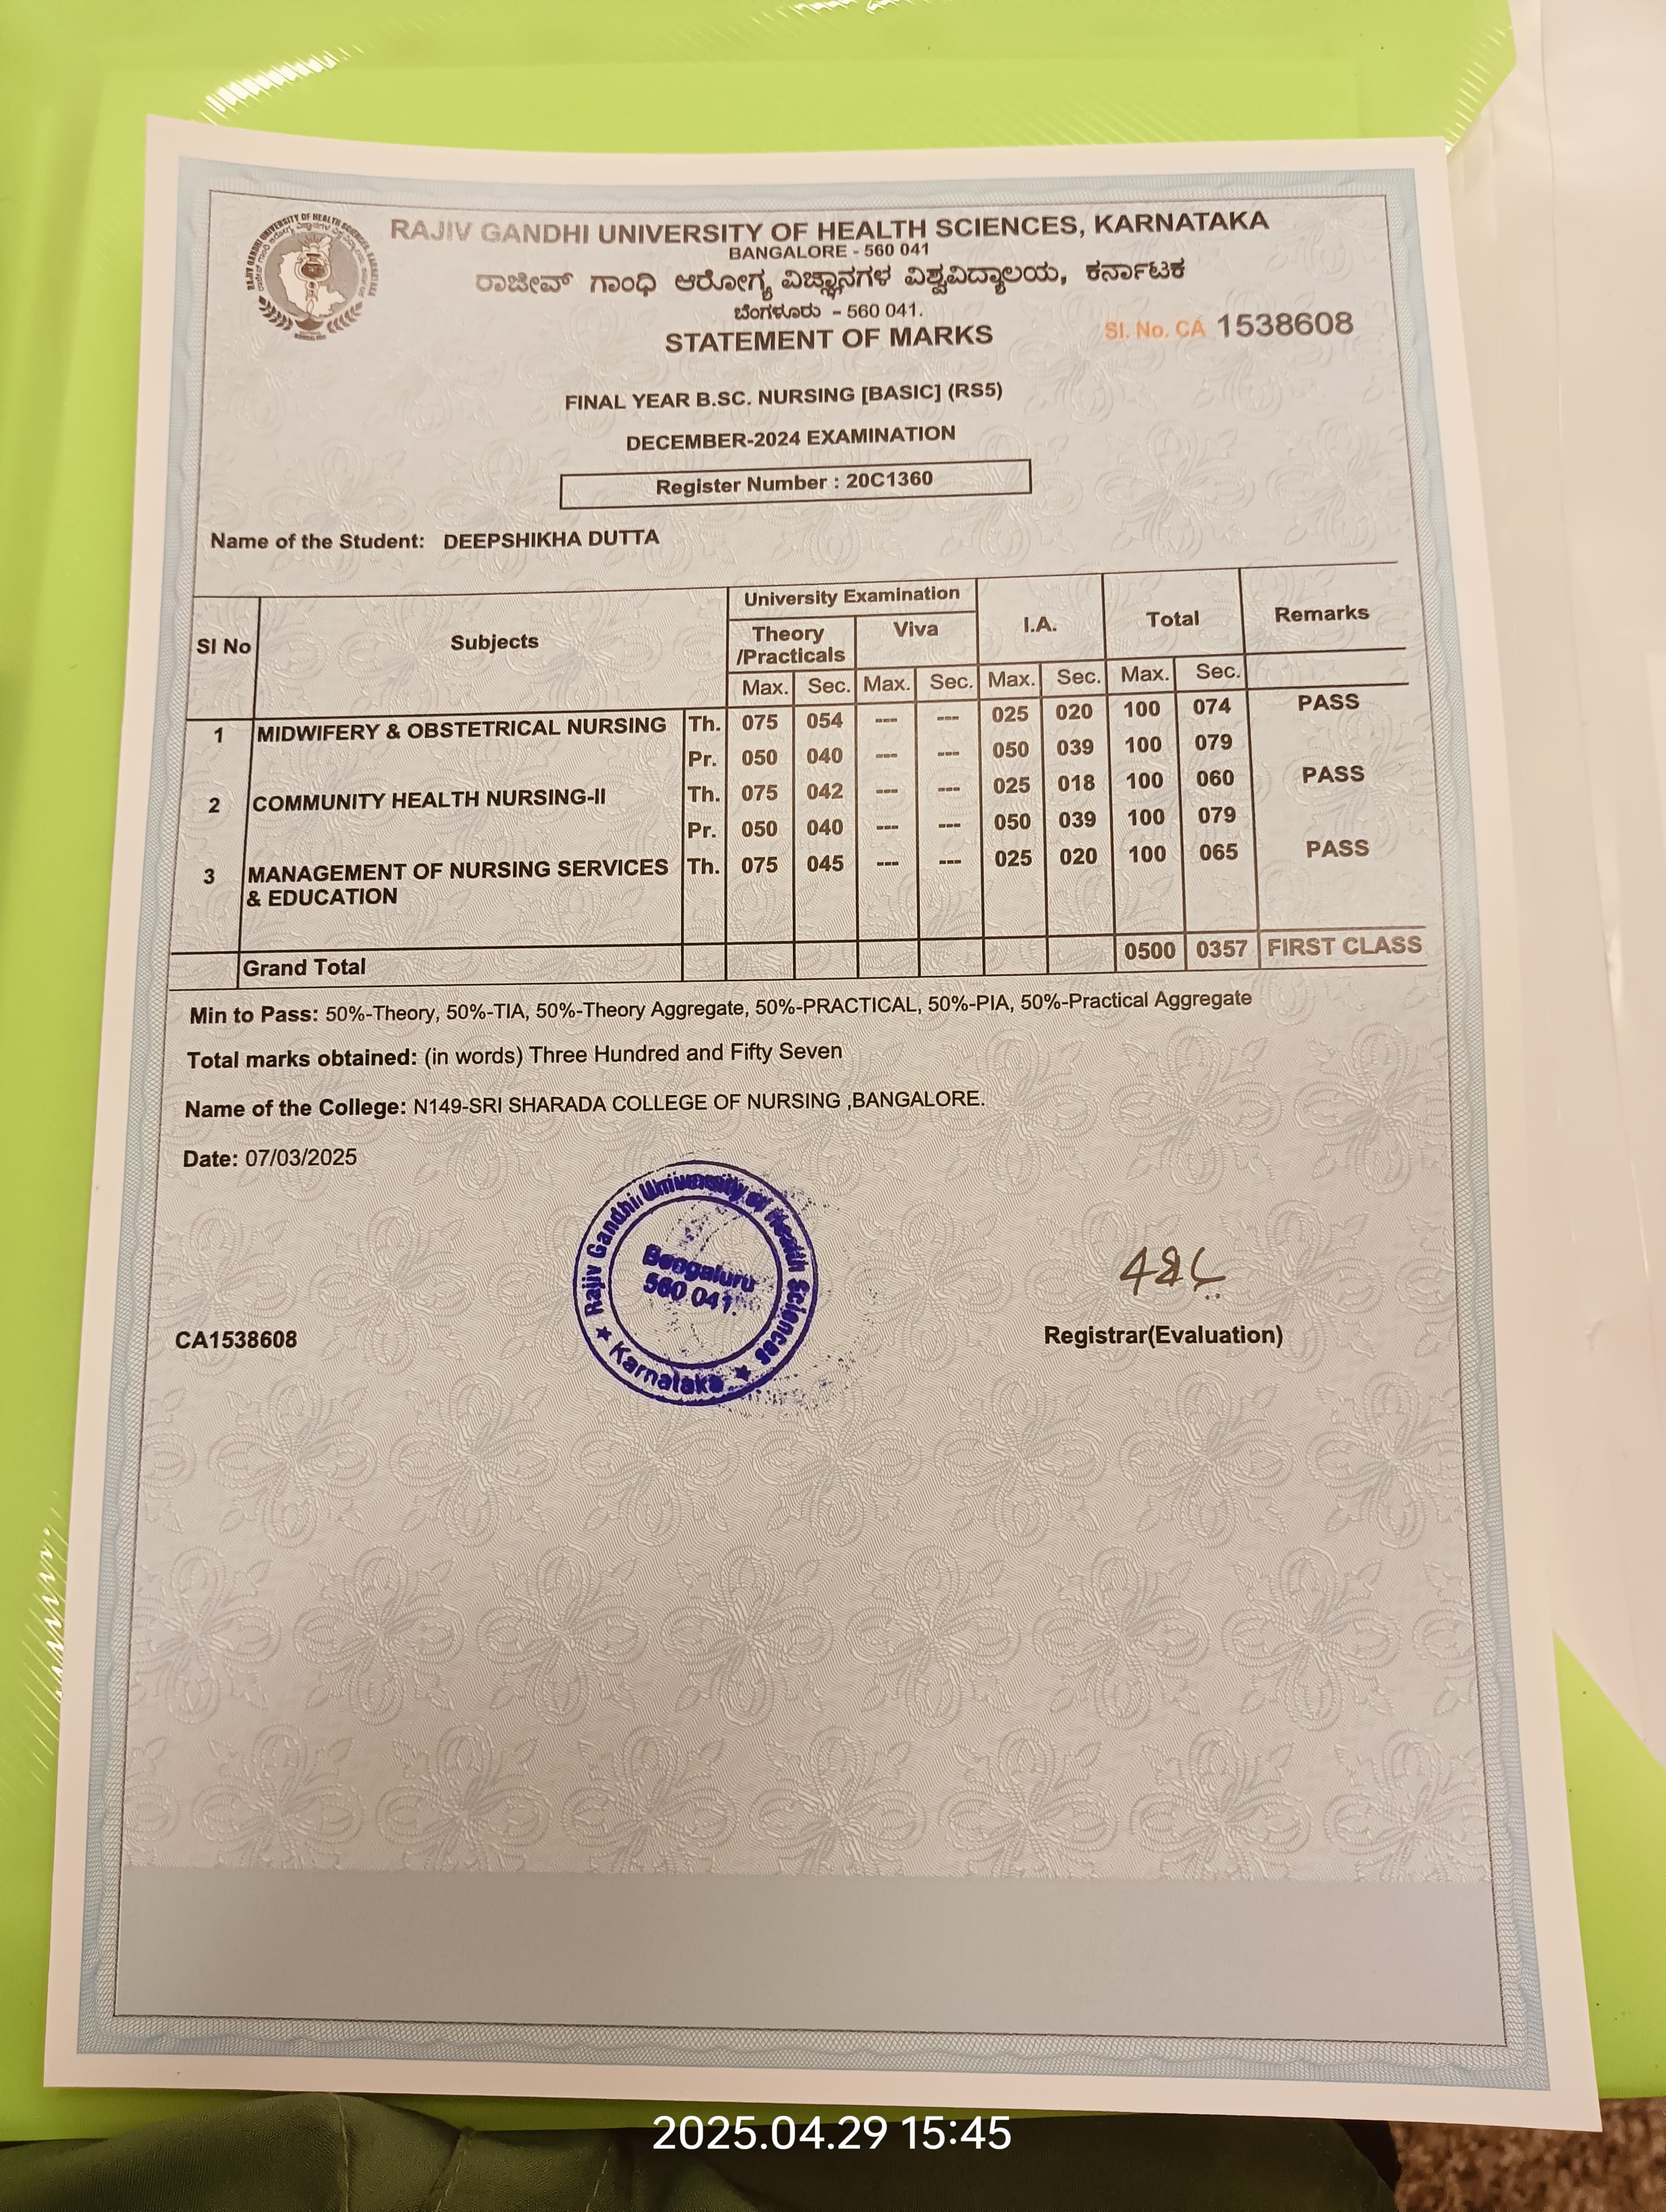 RAJIV GANDHI UNIVERSITY OF HEALTH SCIENCES, KARNATAKA
BANGALORE - 560 041
ರಾಜೀವ್ ಗಾಂಧಿ ಆರೋಗ್ಯ ವಿಜ್ಞಾನಗಳ ವಿಶ್ವವಿದ್ಯಾಲಯ, ಕರ್ನಾಟಕ
ಬೆಂಗಳೂರು - 560 041.
STATEMENT OF MARKS
Sl. No. CA 1538608
FINAL YEAR B.SC. NURSING [BASIC] (RS5)
DECEMBER-2024 EXAMINATION
Register Number : 20C1360
Name of the Student: DEEPSHIKHA DUTTA
Sl No Subjects University Examination I.A. Total Remarks
Theory /Practicals Viva
Max. Sec. Max. Sec. Max. Sec. Max. Sec.
1 MIDWIFERY & OBSTETRICAL NURSING Th. 075 054 --- --- 025 020 100 074 PASS
Pr. 050 040 --- --- 050 039 100 079
2 COMMUNITY HEALTH NURSING-II Th. 075 042 --- --- 025 018 100 060 PASS
Pr. 050 040 --- --- 050 039 100 079
3 MANAGEMENT OF NURSING SERVICES Th. 075 045 --- --- 025 020 100 065 PASS
& EDUCATION
Grand Total 0500 0357 FIRST CLASS
Min to Pass: 50%-Theory, 50%-TIA, 50%-Theory Aggregate, 50%-PRACTICAL, 50%-PIA, 50%-Practical Aggregate
Total marks obtained: (in words) Three Hundred and Fifty Seven
Name of the College: N149-SRI SHARADA COLLEGE OF NURSING ,BANGALORE.
Date: 07/03/2025
Rajiv Gandhi University of Health Sciences
Bengaluru
560 041.
★ Karnataka ★
CA1538608
Registrar(Evaluation)
2025.04.29 15:45